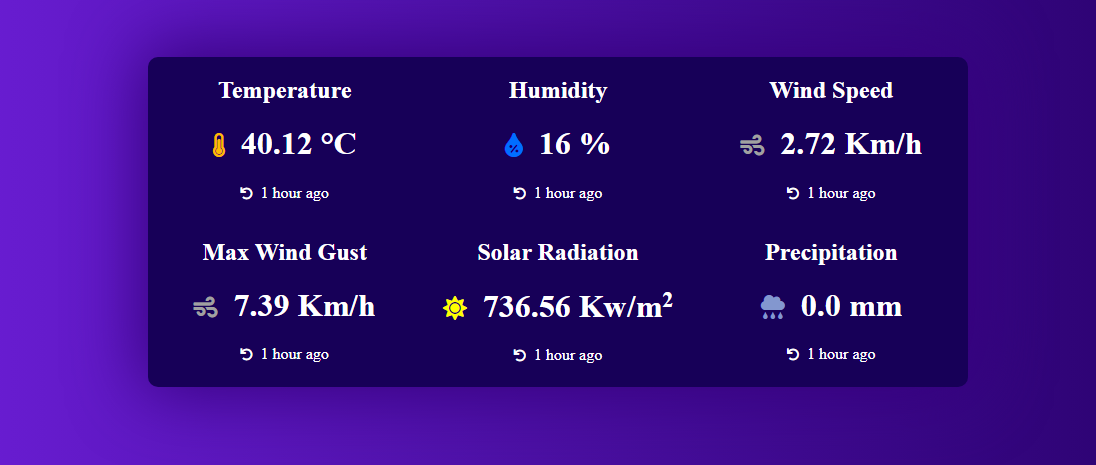 Temperature
40.12 °C
1 hour ago
Humidity
16 %
1 hour ago
Wind Speed
2.72 Km/h
1 hour ago
Max Wind Gust
7.39 Km/h
1 hour ago
Solar Radiation
736.56 Kw/m²
1 hour ago
Precipitation
0.0 mm
1 hour ago